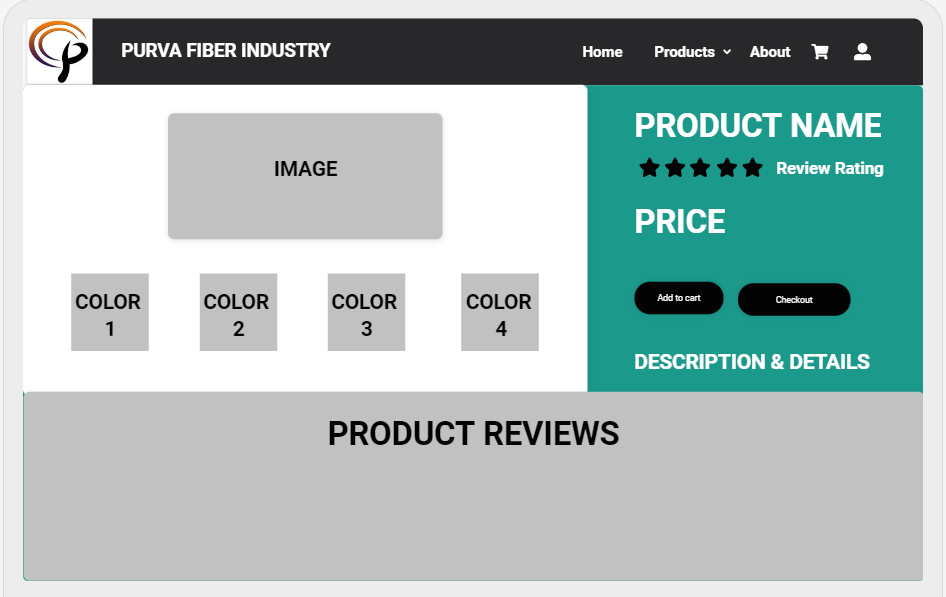 PURVA FIBER INDUSTRY
Home Products About
IMAGE
COLOR 1
COLOR 2
COLOR 3
COLOR 4
PRODUCT NAME
Review Rating
PRICE
Add to cart
Checkout
DESCRIPTION & DETAILS
PRODUCT REVIEWS